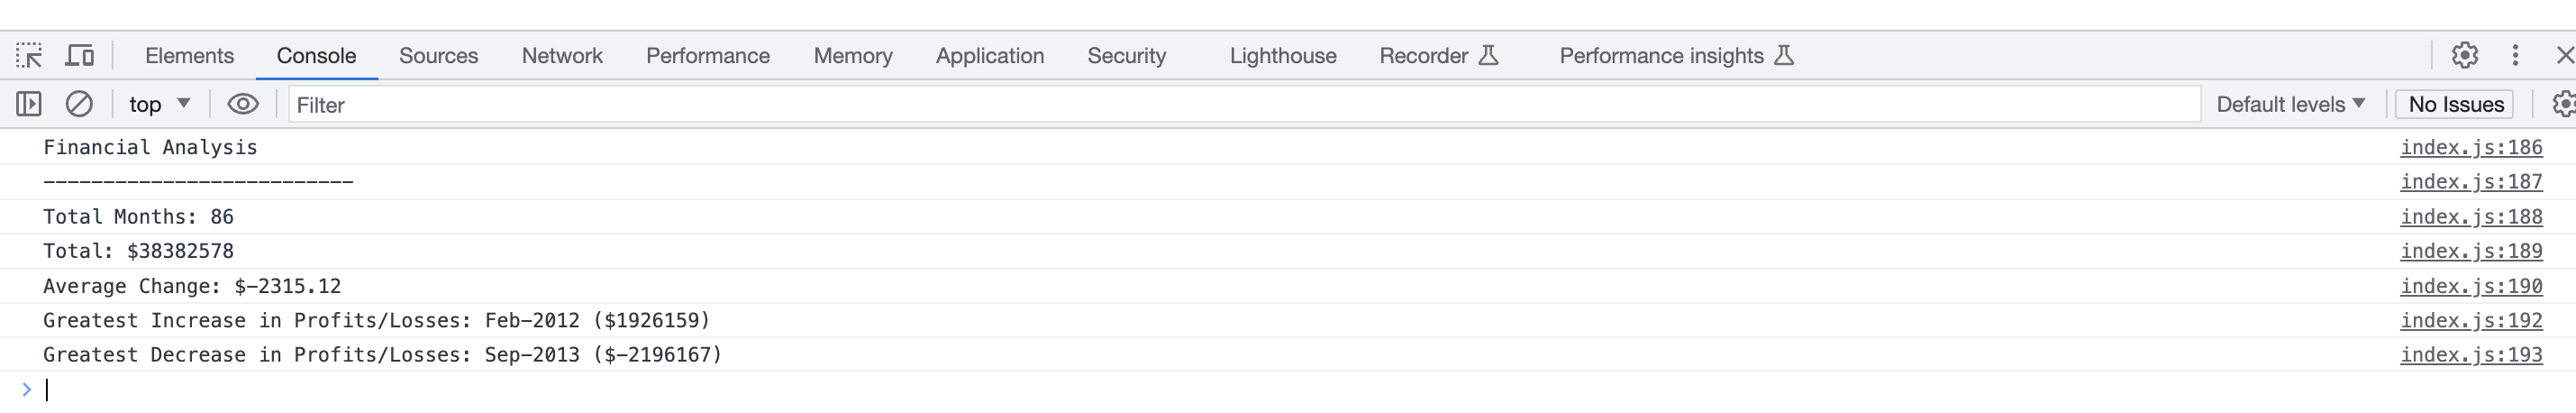 Elements Console Sources Network Performance Memory Application Security Lighthouse Recorder Performance insights
top Filter Default levels No Issues
Financial Analysis index.js:186
-------------------------- index.js:187
Total Months: 86 index.js:188
Total: $38382578 index.js:189
Average Change: $-2315.12 index.js:190
Greatest Increase in Profits/Losses: Feb-2012 ($1926159) index.js:192
Greatest Decrease in Profits/Losses: Sep-2013 ($-2196167) index.js:193
>